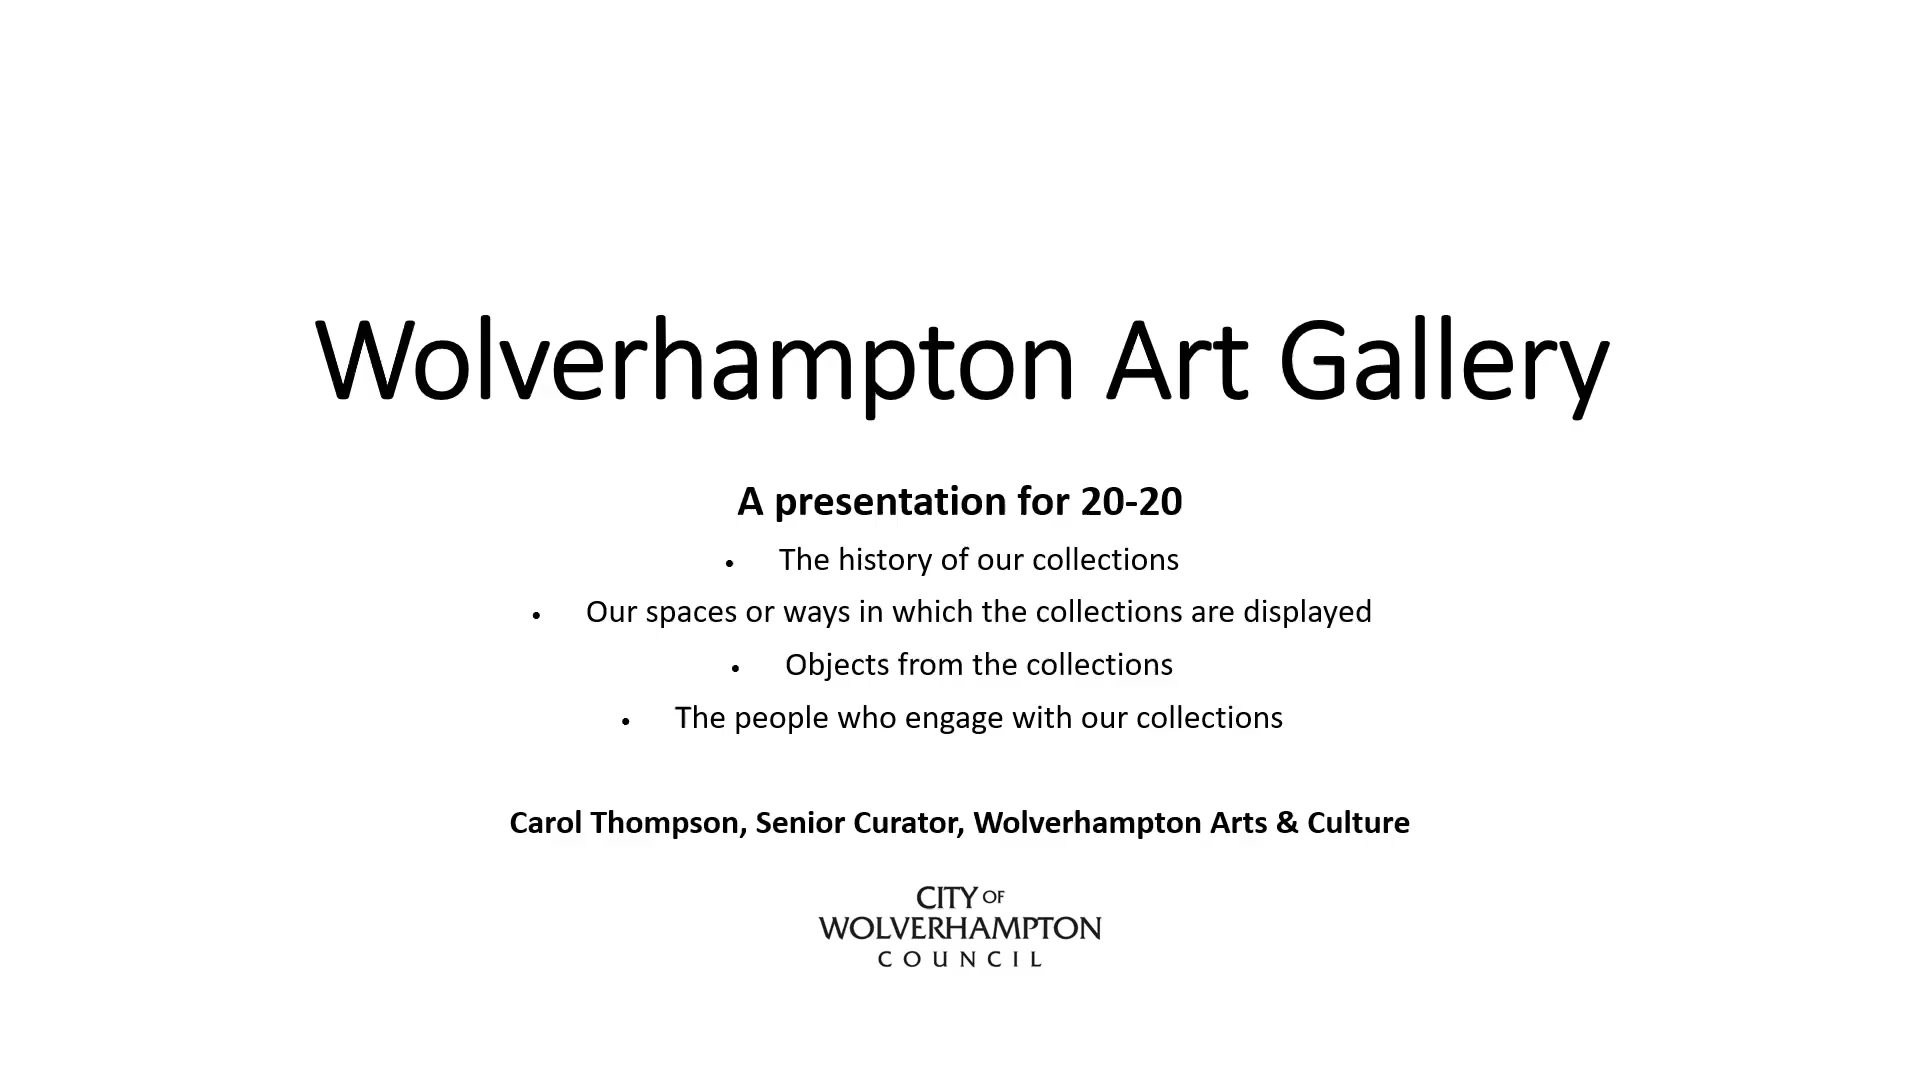 Wolverhampton Art Gallery
A presentation for 20-20
• The history of our collections
• Our spaces or ways in which the collections are displayed
• Objects from the collections
• The people who engage with our collections
Carol Thompson, Senior Curator, Wolverhampton Arts & Culture
CITY OF
WOLVERHAMPTON
COUNCIL